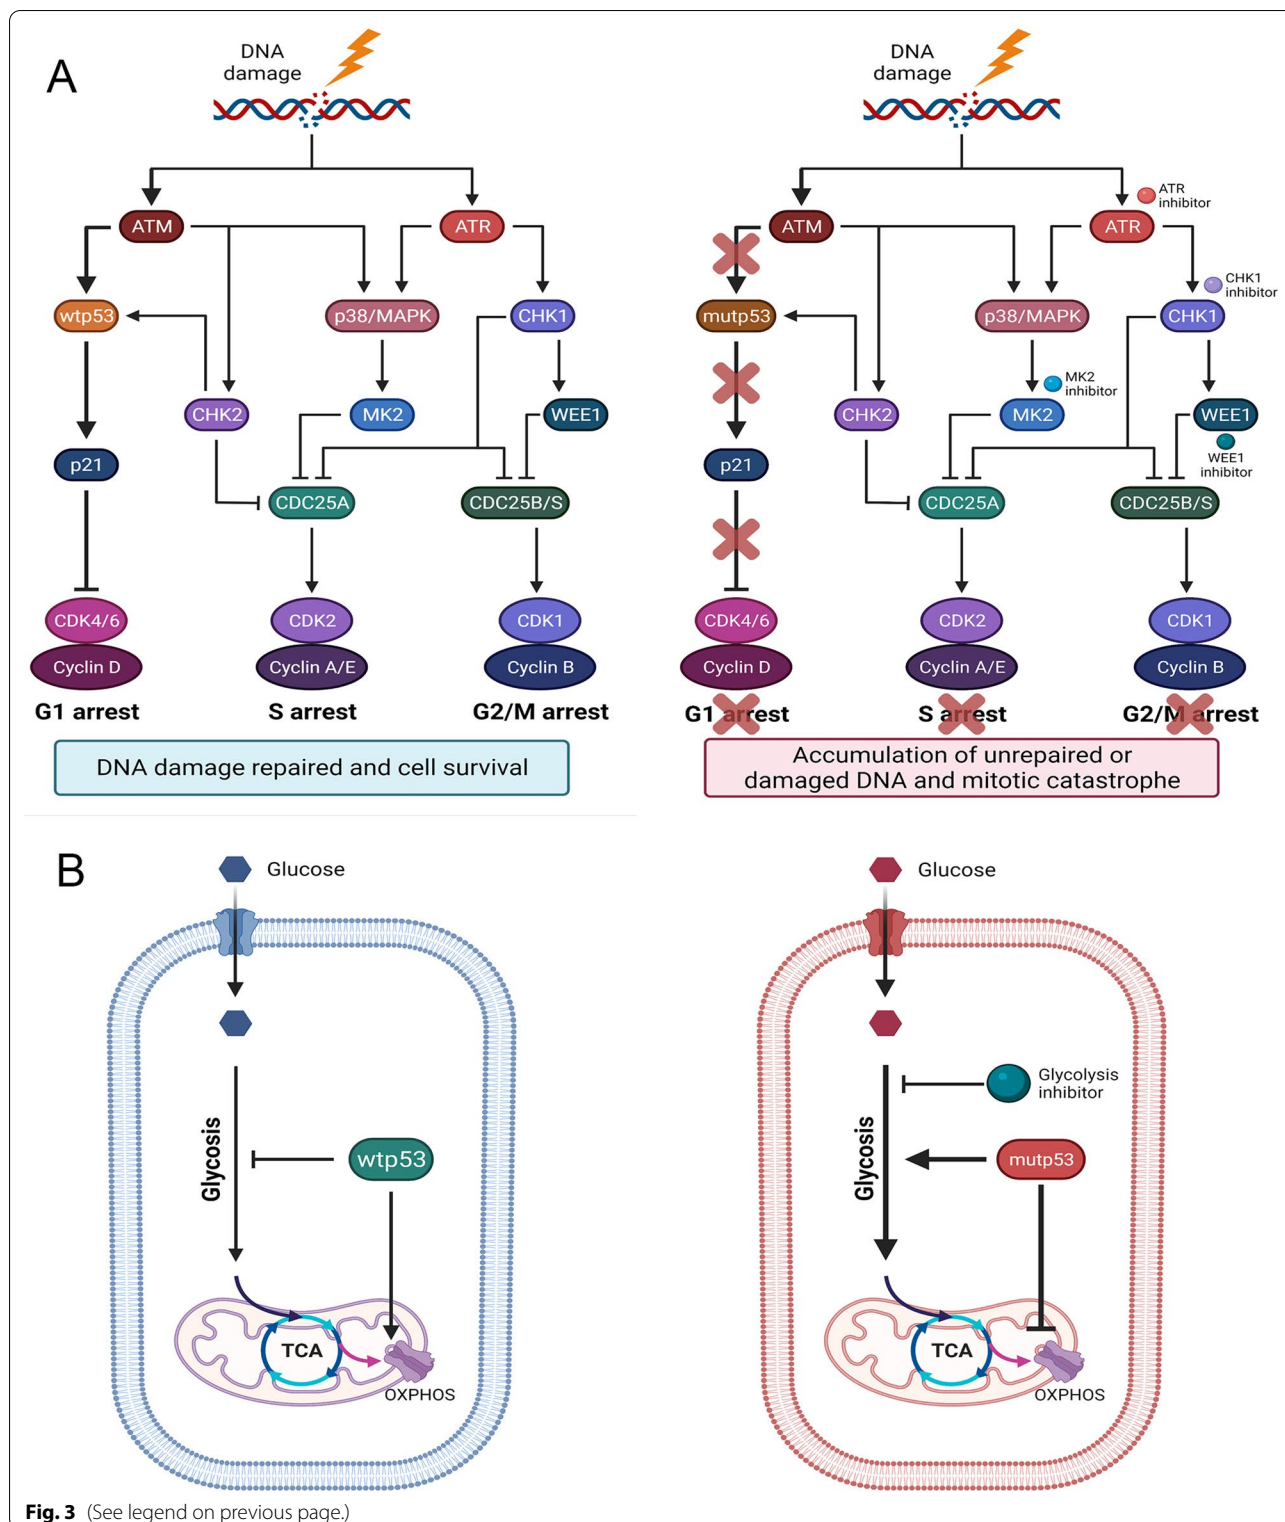 A
DNA
damage
ATM
ATR
wtp53
p38/MAPK
CHK1
CHK2
MK2
WEE1
p21
CDC25A
CDC25B/S
CDK4/6
CDK2
CDK1
Cyclin D
Cyclin A/E
Cyclin B
G1 arrest
S arrest
G2/M arrest
DNA damage repaired and cell survival
DNA
damage
ATR
inhibitor
ATM
ATR
CHK1
inhibitor
mutp53
p38/MAPK
CHK1
MK2
inhibitor
CHK2
MK2
WEE1
WEE1
inhibitor
p21
CDC25A
CDC25B/S
CDK4/6
CDK2
CDK1
Cyclin D
Cyclin A/E
Cyclin B
G1 arrest
S arrest
G2/M arrest
Accumulation of unrepaired or
damaged DNA and mitotic catastrophe
B
Glucose
Glycosis
wtp53
TCA
OXPHOS
Glucose
Glycolysis
inhibitor
Glycosis
mutp53
TCA
OXPHOS
Fig. 3 (See legend on previous page.)